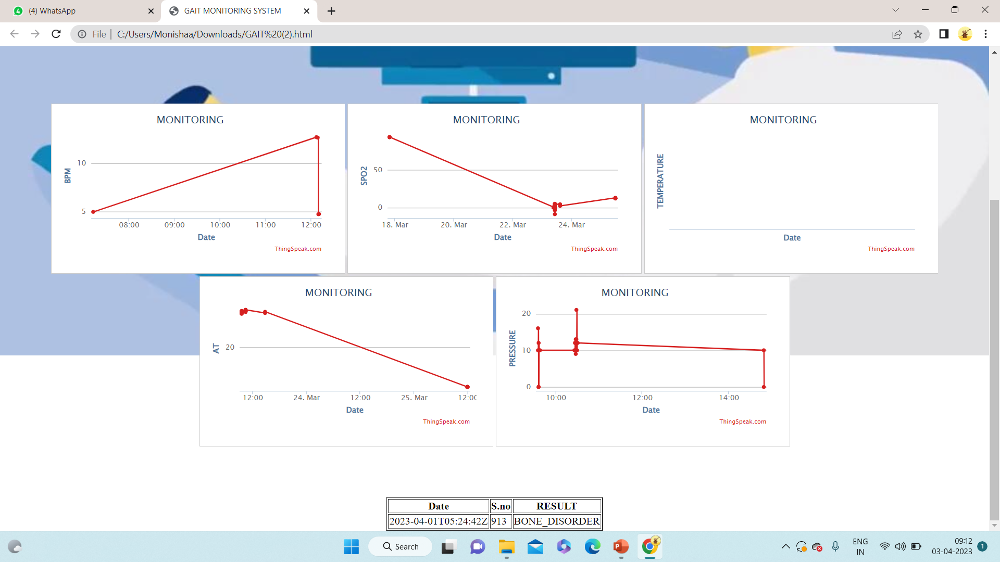 (4) WhatsApp
GAIT MONITORING SYSTEM
File
C:/Users/Monishaa/Downloads/GAIT%20(2).html
MONITORING
BPM
10
5
08:00 09:00 10:00 11:00 12:00
Date
ThingSpeak.com
MONITORING
SPO2
50
0
18. Mar 20. Mar 22. Mar 24. Mar
Date
ThingSpeak.com
MONITORING
TEMPERATURE
Date
ThingSpeak.com
MONITORING
AT
20
12:00 24. Mar 12:00 25. Mar 12:00
Date
ThingSpeak.com
MONITORING
PRESSURE
20
10
0
10:00 12:00 14:00
Date
ThingSpeak.com
Date S.no RESULT
2023-04-01T05:24:42Z 913 BONE_DISORDER
Search
ENG
IN
09:12
03-04-2023
1